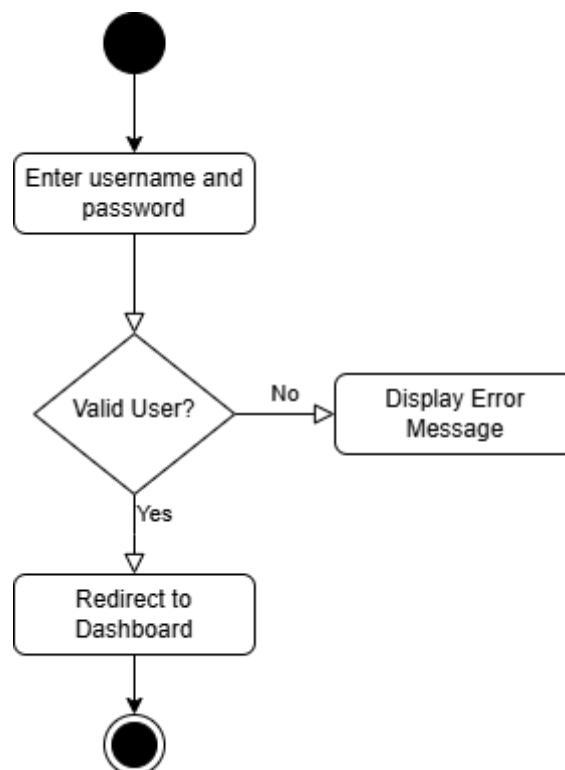 Enter username and
password
Valid User?
No
Display Error
Message
Yes
Redirect to
Dashboard